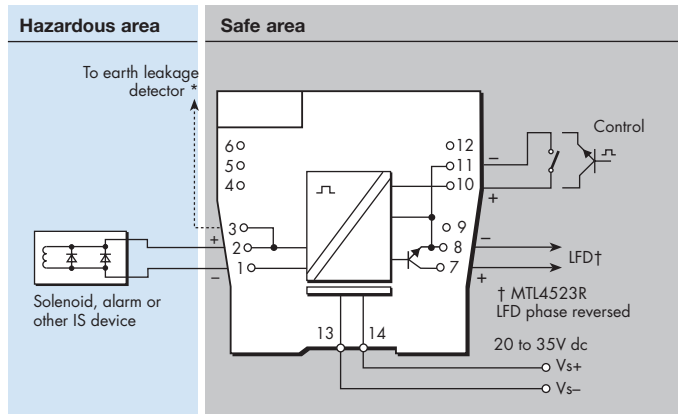 Hazardous area
Safe area
To earth leakage
detector *
Control
6
5
4
3
2
1
+
–
12
11
10
9
8
7
–
+
–
+
LFD†
Solenoid, alarm or
other IS device
† MTL4523R
LFD phase reversed
13 14
20 to 35V dc
Vs+
Vs–